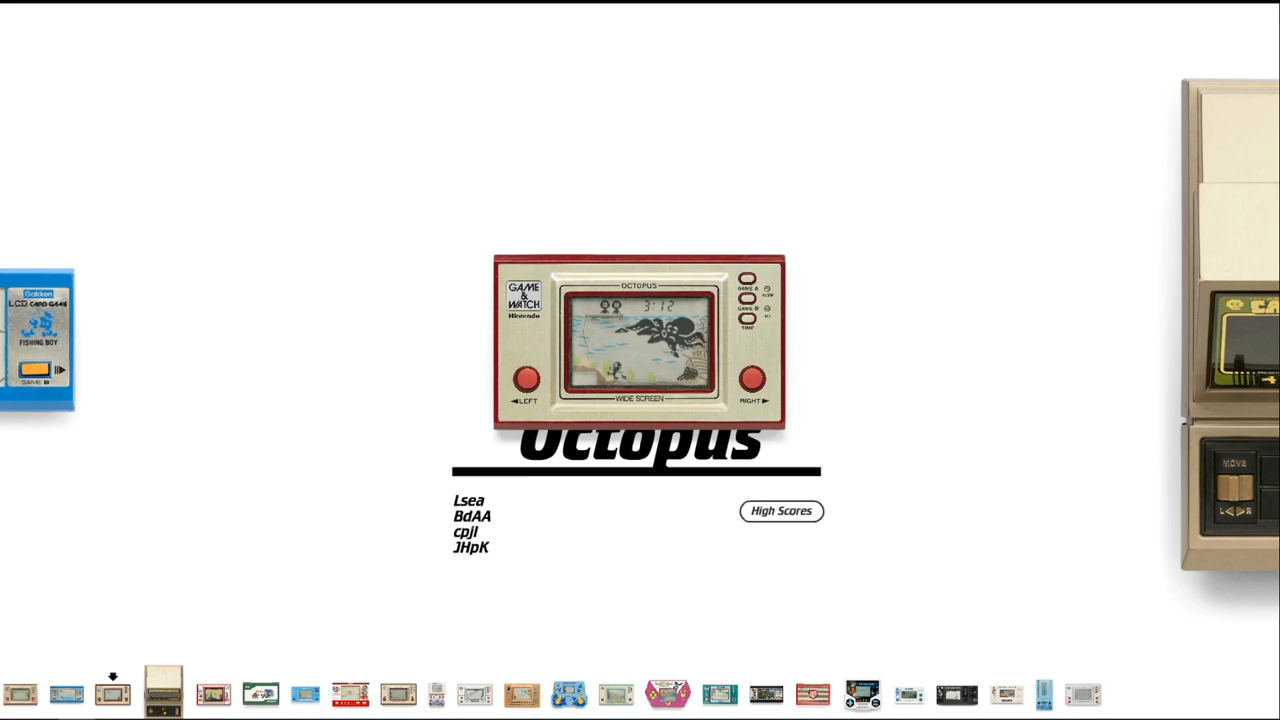 GAME
&
WATCH
Nintendo
OCTOPUS
3:12
GAME A
GAME B
TIME
◄LEFT
WIDE SCREEN
RIGHT►
Gakken
LCD CARD GAME
FISHING BOY
GAME B
MOVE
L
R
Octopus
Lsea
BdAA
cpjl
JHpK
High Scores